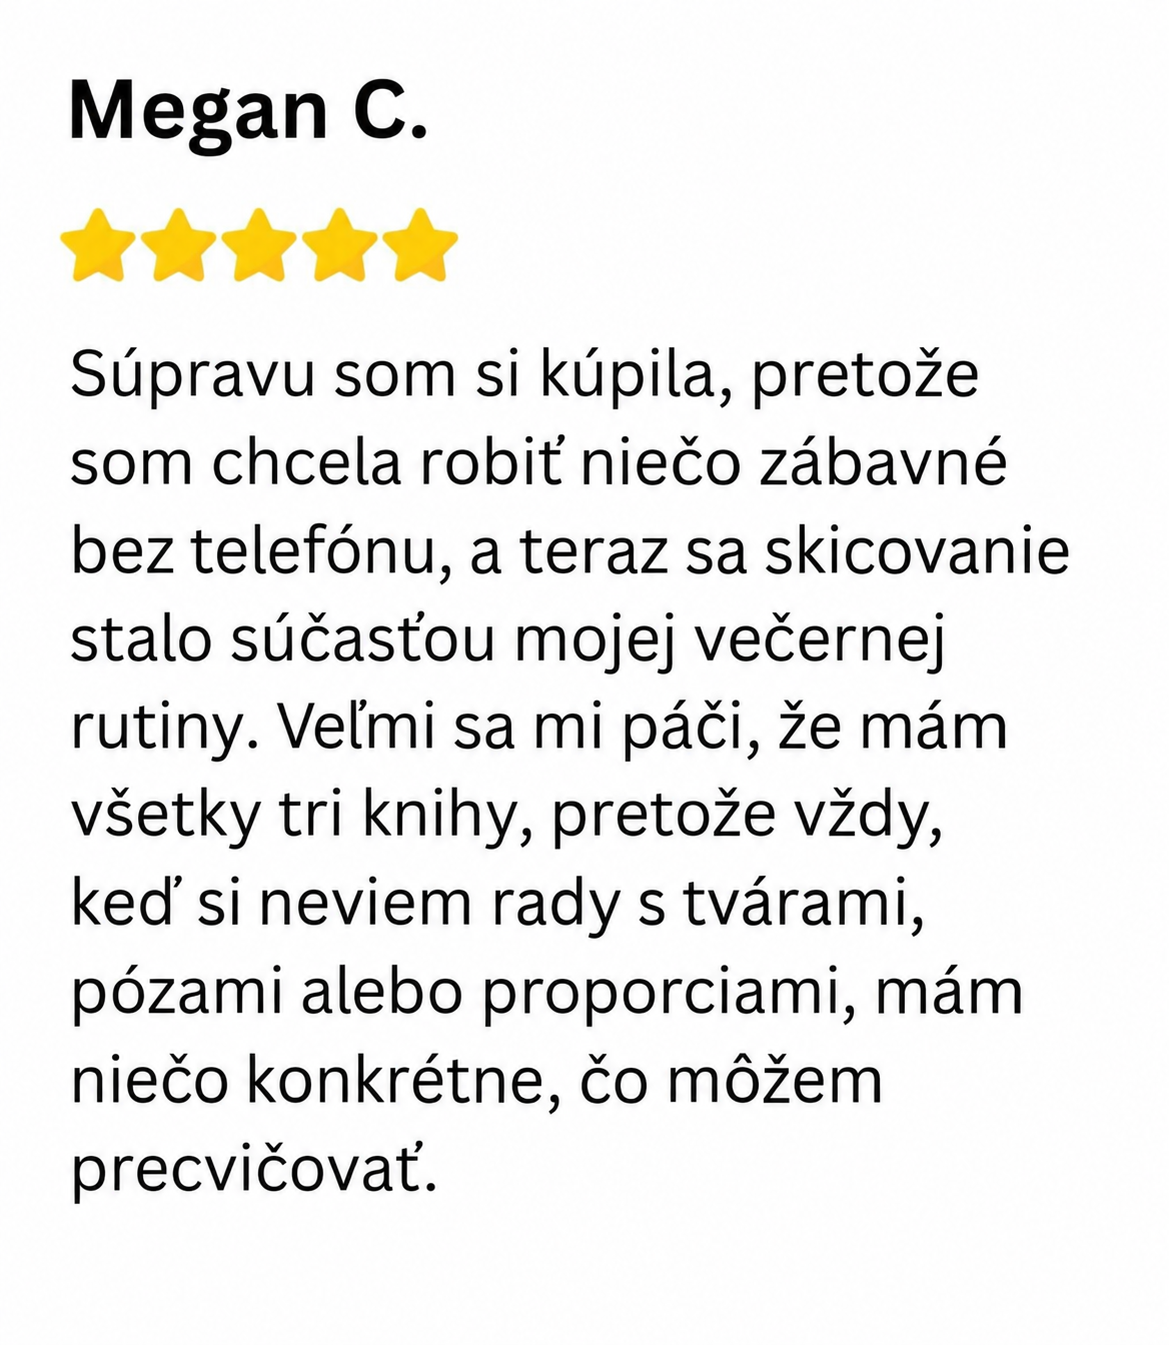 Megan C.
Súpravu som si kúpila, pretože
som chcela robiť niečo zábavné
bez telefónu, a teraz sa skicovanie
stalo súčasťou mojej večernej
rutiny. Veľmi sa mi páči, že mám
všetky tri knihy, pretože vždy,
keď si neviem rady s tvárami,
pózami alebo proporciami, mám
niečo konkrétne, čo môžem
precvičovať.